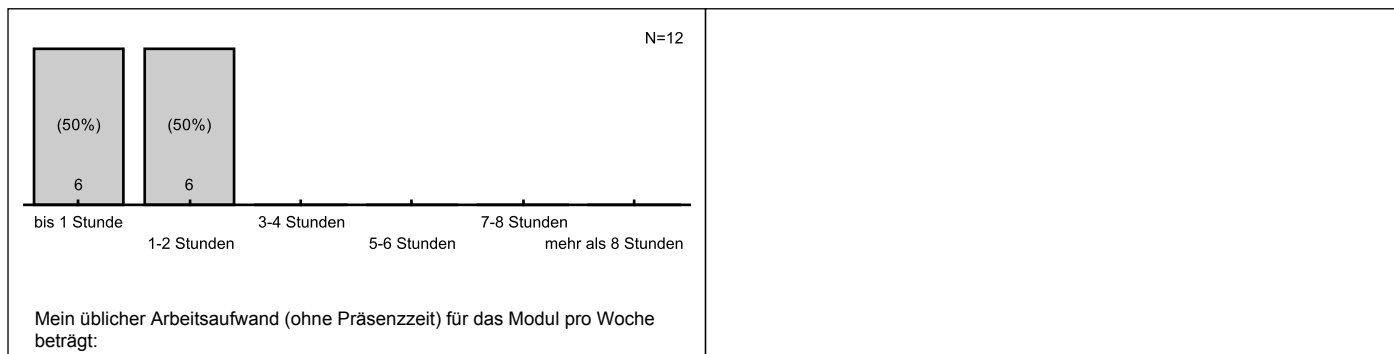 N=12
(50%) (50%)
6 6
bis 1 Stunde 3-4 Stunden 7-8 Stunden
1-2 Stunden 5-6 Stunden mehr als 8 Stunden
Mein üblicher Arbeitsaufwand (ohne Präsenzzeit) für das Modul pro Woche
beträgt: